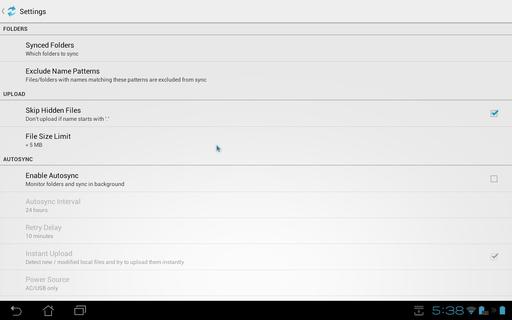 Settings
FOLDERS
Synced Folders
Which folders to sync
Exclude Name Patterns
Files/folders with names matching these patterns are excluded from sync
UPLOAD
Skip Hidden Files
Don't upload if name starts with '.'
File Size Limit
< 5 MB
AUTOSYNC
Enable Autosync
Monitor folders and sync in background
Autosync Interval
24 hours
Retry Delay
10 minutes
Instant Upload
Detect new / modified local files and try to upload them instantly
Power Source
AC/USB only
5:38